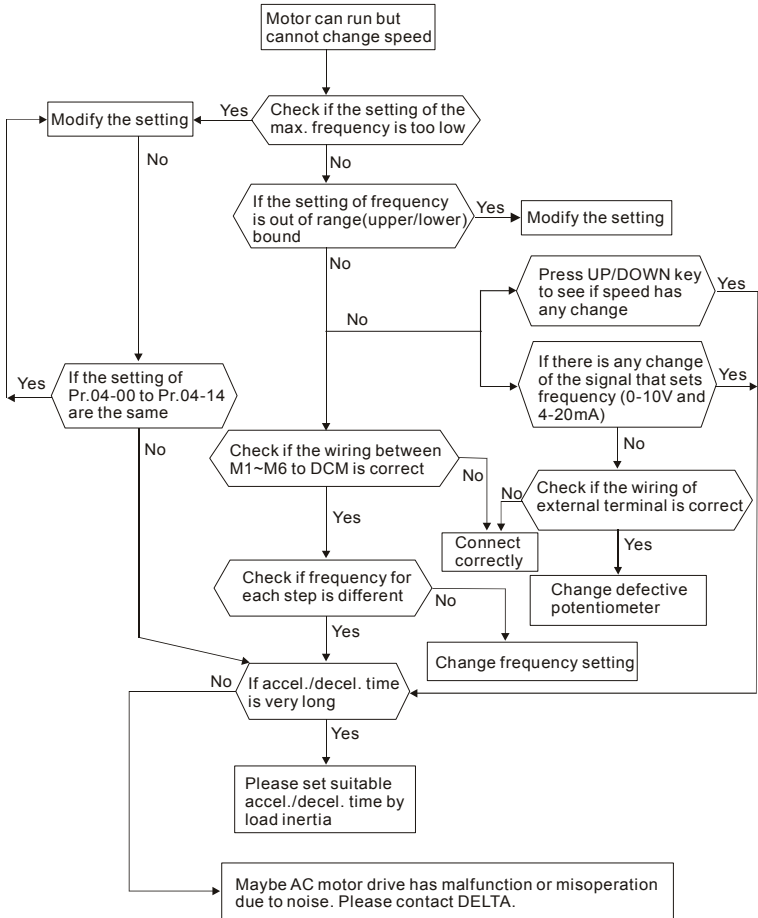 Motor can run but
cannot change speed
Yes
Check if the setting of the
max. frequency is too low
Modify the setting
No
No
If the setting of frequency
is out of range(upper/lower)
bound
Yes
Modify the setting
No
Press UP/DOWN key
to see if speed has
any change
Yes
No
If there is any change
of the signal that sets
frequency (0-10V and
4-20mA)
Yes
Yes
If the setting of
Pr.04-00 to Pr.04-14
are the same
No
No
Check if the wiring between
M1~M6 to DCM is correct
No
No
Check if the wiring of
external terminal is correct
Yes
Connect
correctly
Yes
Check if frequency for
each step is different
No
Change defective
potentiometer
Yes
Change frequency setting
No
If accel./decel. time
is very long
Yes
Please set suitable
accel./decel. time by
load inertia
Maybe AC motor drive has malfunction or misoperation
due to noise. Please contact DELTA.